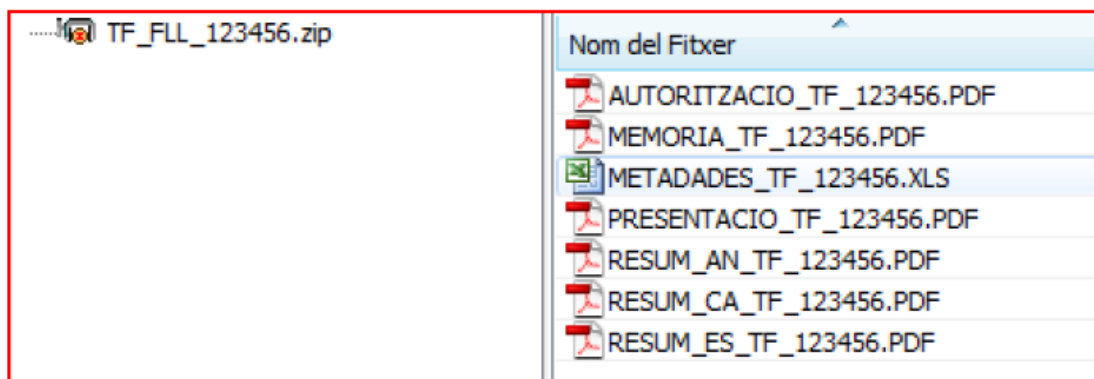 TF_FLL_123456.zip
Nom del Fitxer
AUTORITZACIO_TF_123456.PDF
MEMORIA_TF_123456.PDF
METADADES_TF_123456.XLS
PRESENTACIO_TF_123456.PDF
RESUM_AN_TF_123456.PDF
RESUM_CA_TF_123456.PDF
RESUM_ES_TF_123456.PDF